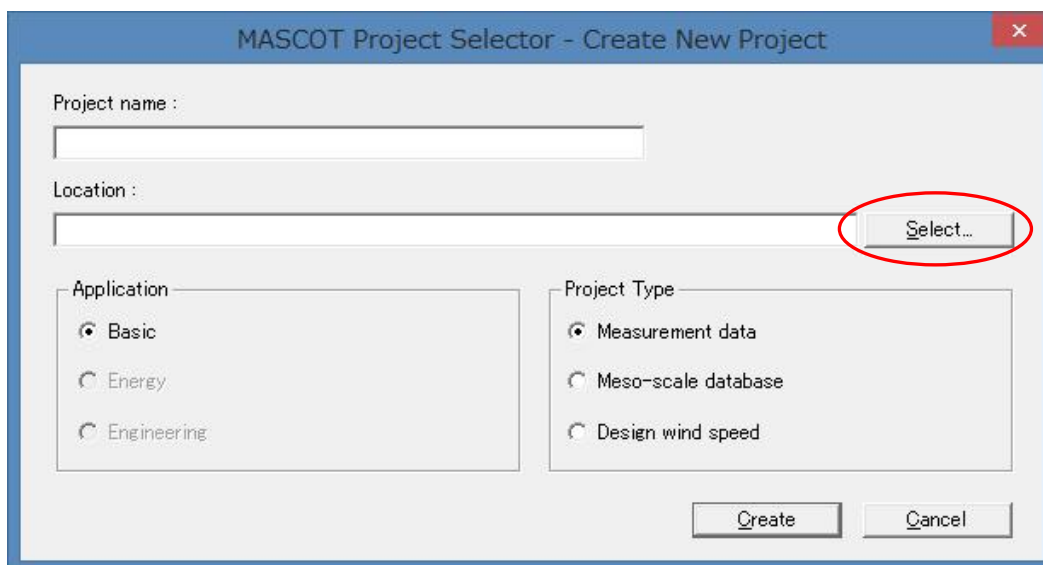 MASCOT Project Selector - Create New Project
×
Project name :
Location :
Select...
Application
Basic
Energy
Engineering
Project Type
Measurement data
Meso-scale database
Design wind speed
Create
Cancel